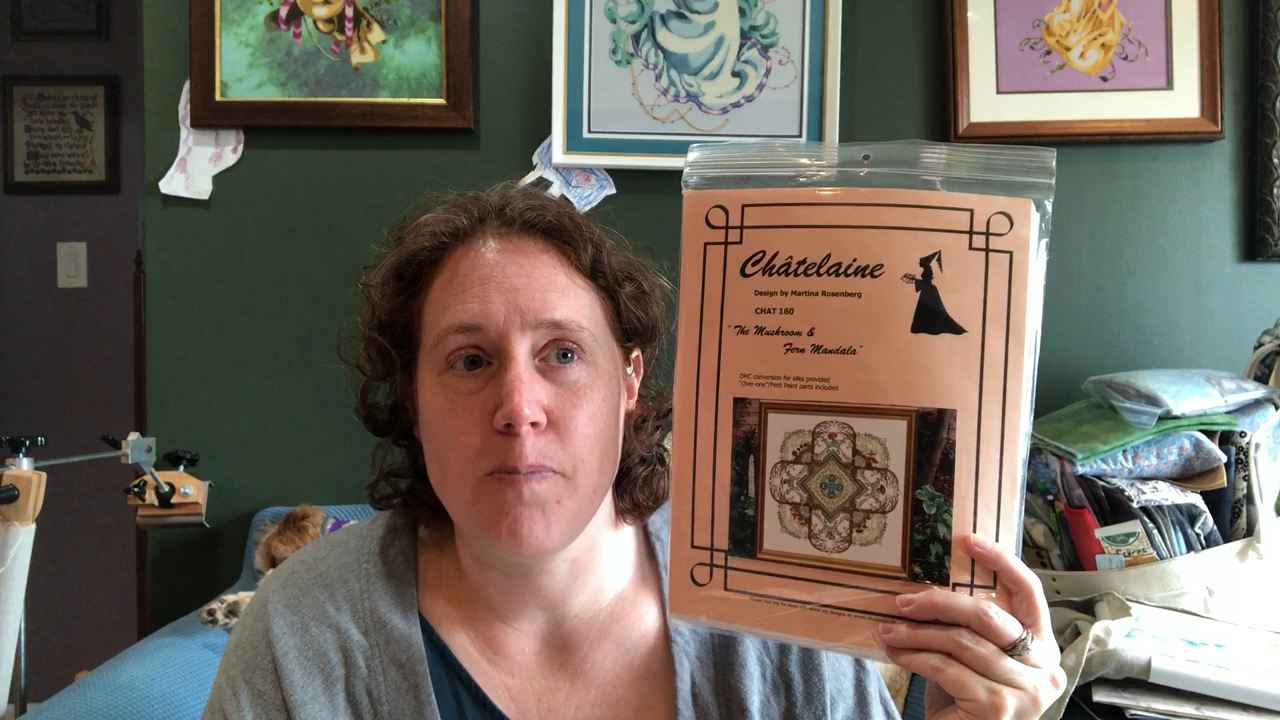 Châtelaine
Design by Martina Rosenberg
CHAT 160
"The Mushroom &
Fern Mandala"
DMC conversion for silks provided
"Over-one"/Petit Point parts included